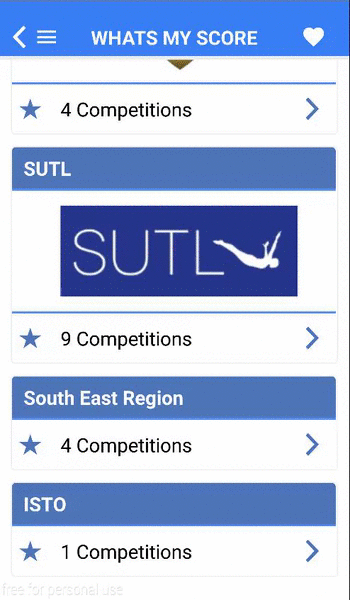 WHATS MY SCORE
4 Competitions
SUTL
SUTL
9 Competitions
South East Region
4 Competitions
ISTO
1 Competitions
free for personal use